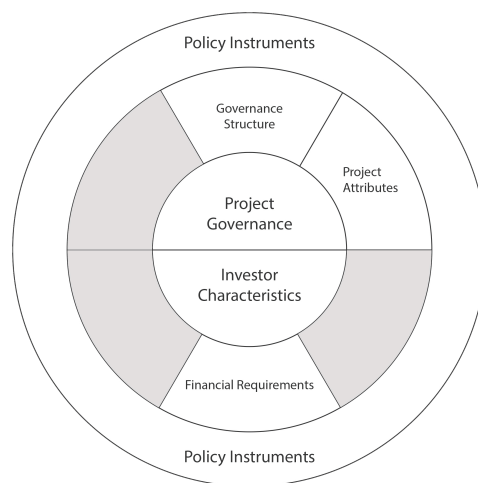 Policy Instruments
Governance
Structure
Project
Attributes
Project
Governance
Investor
Characteristics
Financial Requirements
Policy Instruments